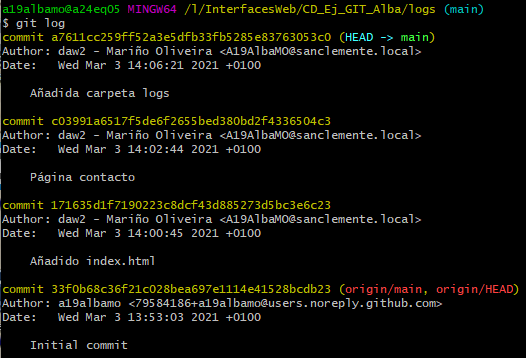 a19albamo@a24eq05 MINGW64 /l/InterfacesWeb/CD_Ej_GIT_Alba/logs (main)
$ git log
commit a7611cc259ff52a3e5dfb33fb5285e83763053c0 (HEAD -> main)
Author: daw2 - Mariño Oliveira <A19AlbaMO@sanclemente.local>
Date:   Wed Mar 3 14:06:21 2021 +0100
Añadida carpeta logs
commit c03991a6517f5de6f2655bed380bd2f4336504c3
Author: daw2 - Mariño Oliveira <A19AlbaMO@sanclemente.local>
Date:   Wed Mar 3 14:02:44 2021 +0100
Página contacto
commit 171635d1f7190223c8dcf43d885273d5bc3e6c23
Author: daw2 - Mariño Oliveira <A19AlbaMO@sanclemente.local>
Date:   Wed Mar 3 14:00:45 2021 +0100
Añadido index.html
commit 33f0b68c36f21c028bea697e1114e41528bcdb23 (origin/main, origin/HEAD)
Author: a19albamo <79584186+a19albamo@users.noreply.github.com>
Date:   Wed Mar 3 13:53:03 2021 +0100
Initial commit